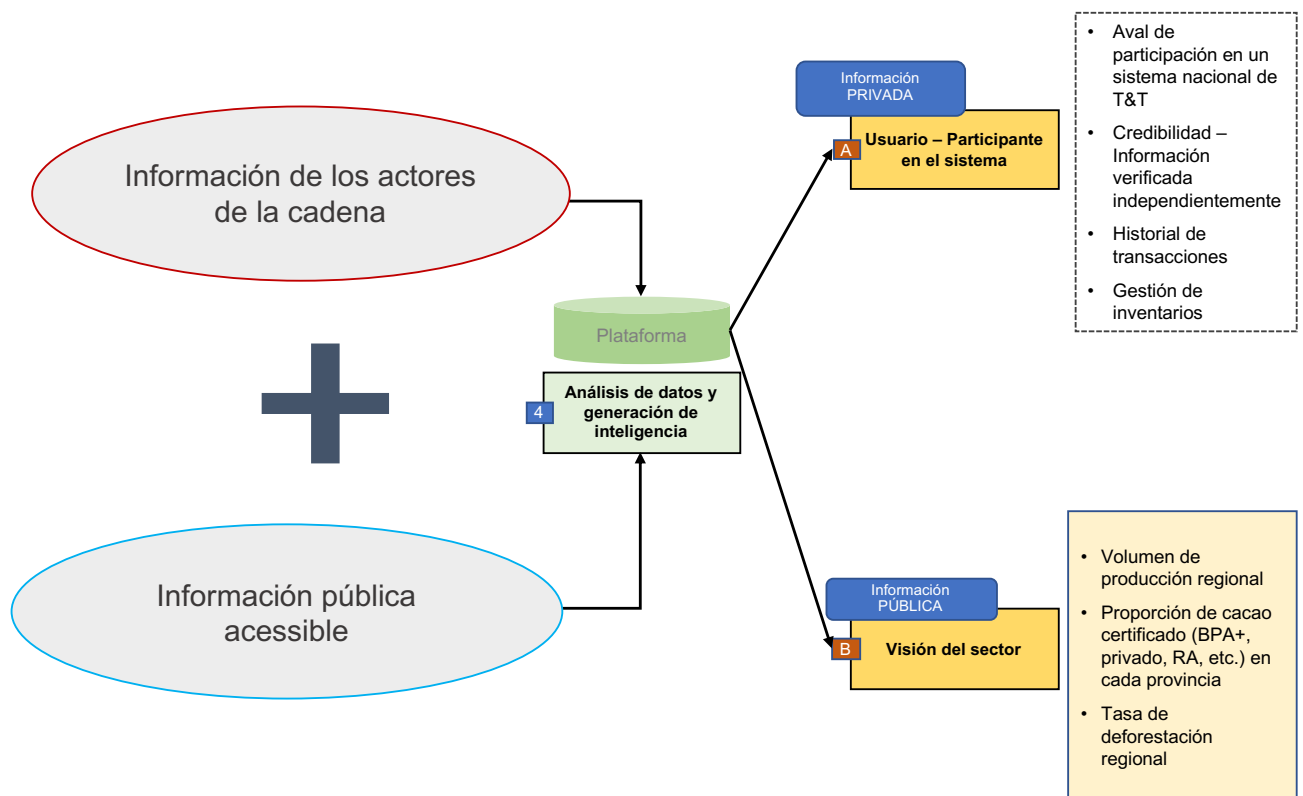 Información de los actores
de la cadena
Información pública
acessible
Plataforma
4
Análisis de datos y
generación de
inteligencia
Información
PRIVADA
A
Usuario – Participante
en el sistema
• Aval de
participación en un
sistema nacional de
T&T
• Credibilidad –
Información
verificada
independientemente
• Historial de
transacciones
• Gestión de
inventarios
Información
PÚBLICA
B
Visión del sector
• Volumen de
producción regional
• Proporción de cacao
certificado (BPA+,
privado, RA, etc.) en
cada provincia
• Tasa de
deforestación
regional